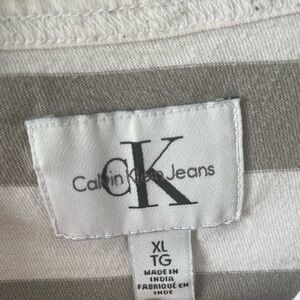 CK
Calvin Klein Jeans
XL
TG
MADE IN
INDIA
FABRIQUÉ EN
INDE